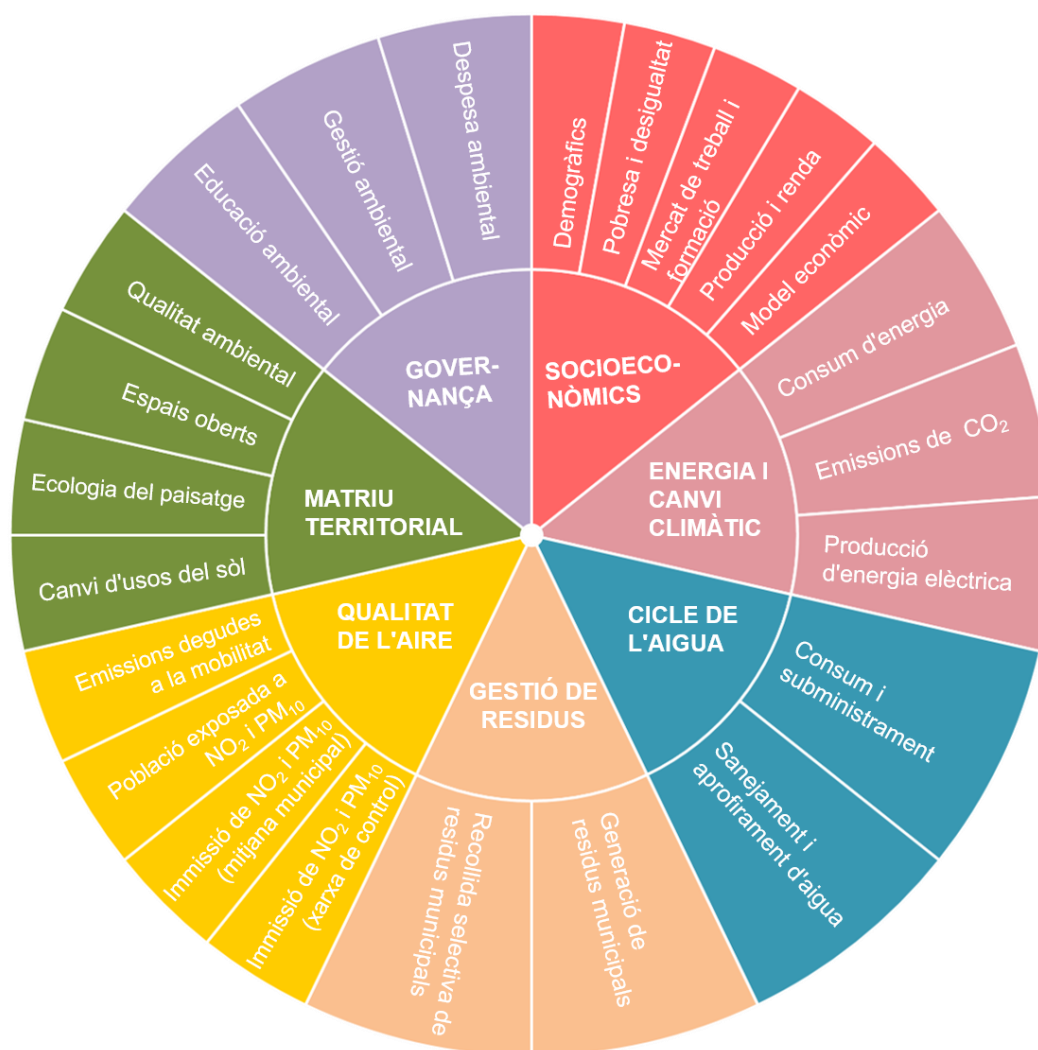 SOCIOECO-
NÒMICS
Demogràfics
Pobresa i desigualtat
Mercat de treball i
formació
Producció i renda
Model econòmic
ENERGIA I
CANVI
CLIMÀTIC
Consum d'energia
Emissions de CO₂
Producció
d'energia elèctrica
CICLE DE
L'AIGUA
Consum i
subministrament
Sanejament i
aprofirament d'aigua
GESTIÓ DE
RESIDUS
Generació de
residus municipals
Recollida selectiva de
residus municipals
QUALITAT
DE L'AIRE
Immissió de NO₂ i PM₁₀
(xarxa de control)
Immissió de NO₂ i PM₁₀
(mitjana municipal)
Població exposada a
NO₂ i PM₁₀
Emissions degudes
a la mobilitat
MATRIU
TERRITORIAL
Canvi d'usos del sòl
Ecologia del paisatge
Espais oberts
Qualitat ambiental
GOVER-
NANÇA
Educació ambiental
Gestió ambiental
Despesa ambiental